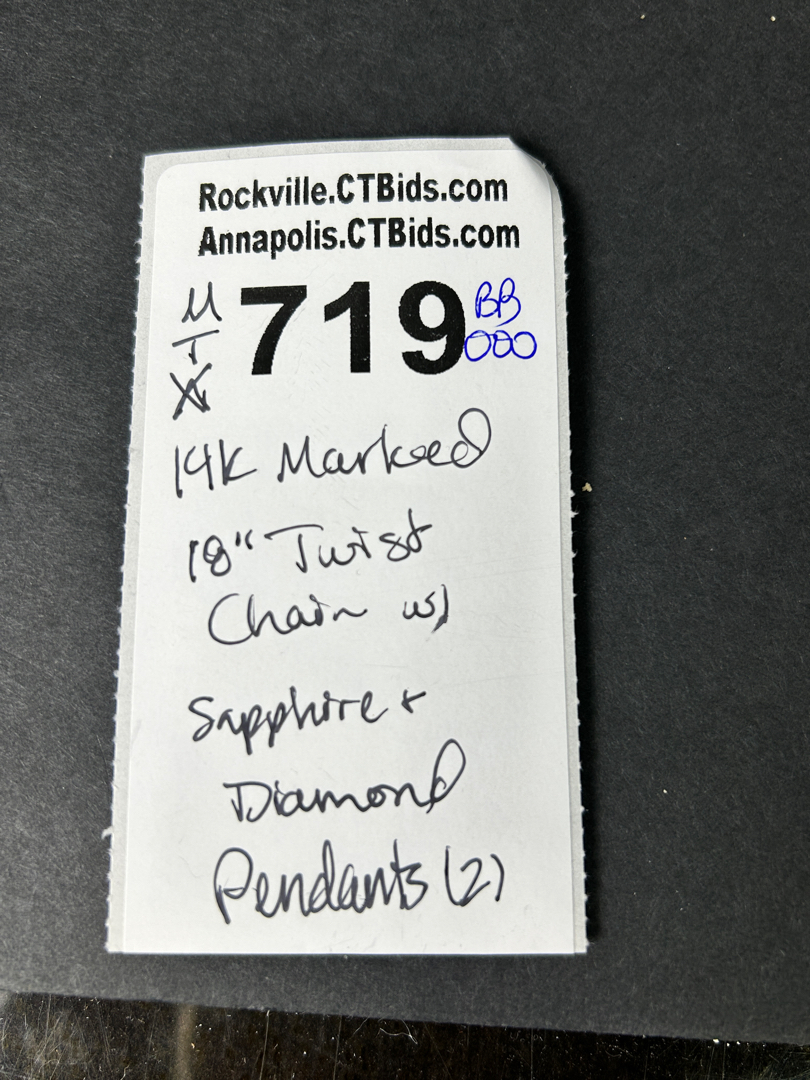 Rockville.CTBids.com
Annapolis.CTBids.com
M 719 BB
T 000
14K Marked
18" Twist
Chain w/
Sapphire +
Diamond
Pendants (2)